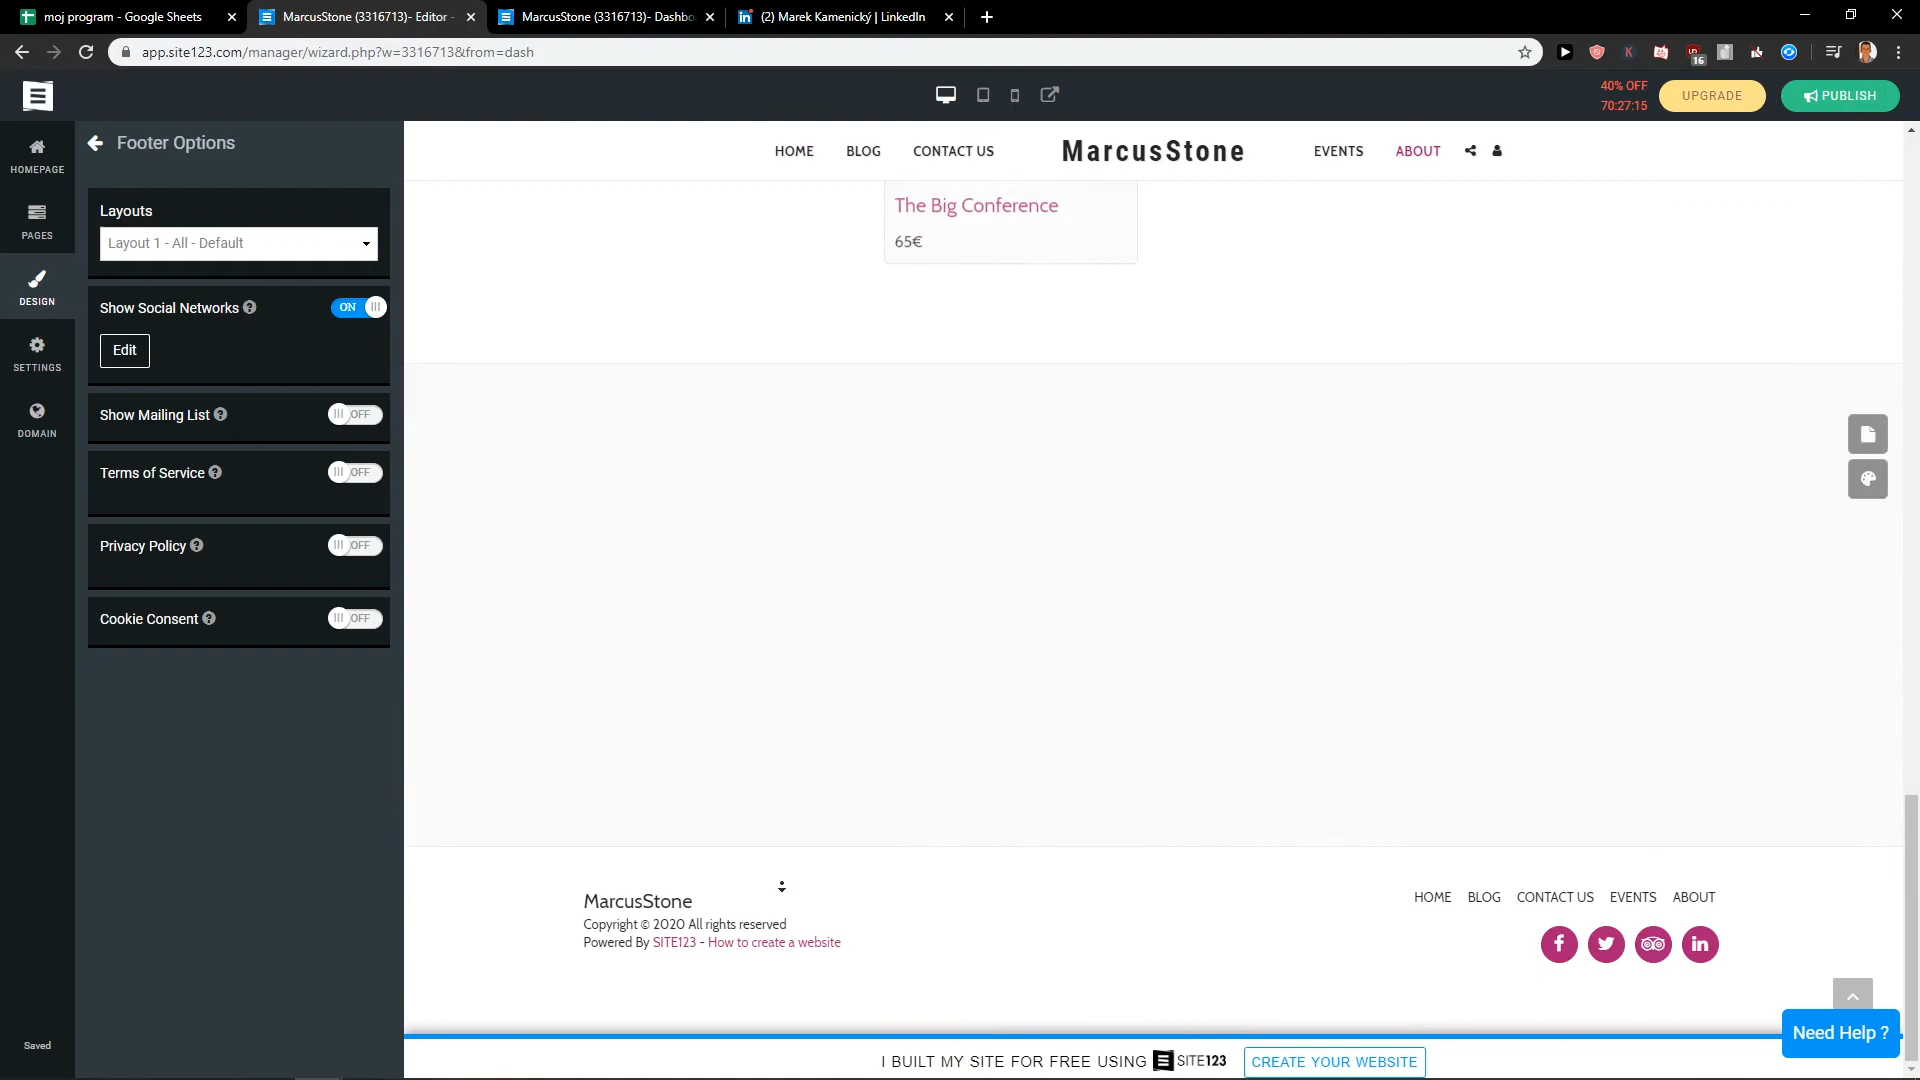 moj program - Google Sheets
MarcusStone (3316713)- Editor -
MarcusStone (3316713)- Dashbo
(2) Marek Kamenický | LinkedIn
app.site123.com/manager/wizard.php?w=3316713&from=dash
16
40% OFF
70:27:15
UPGRADE
PUBLISH
HOMEPAGE
PAGES
DESIGN
SETTINGS
DOMAIN
Saved
Footer Options
Layouts
Layout 1 - All - Default
Show Social Networks ?
ON
Edit
Show Mailing List ?
OFF
Terms of Service ?
OFF
Privacy Policy ?
OFF
Cookie Consent ?
OFF
HOME BLOG CONTACT US MarcusStone EVENTS ABOUT
The Big Conference
65€
MarcusStone
Copyright © 2020 All rights reserved
Powered By SITE123 - How to create a website
HOME BLOG CONTACT US EVENTS ABOUT
Need Help ?
I BUILT MY SITE FOR FREE USING SITE123 CREATE YOUR WEBSITE